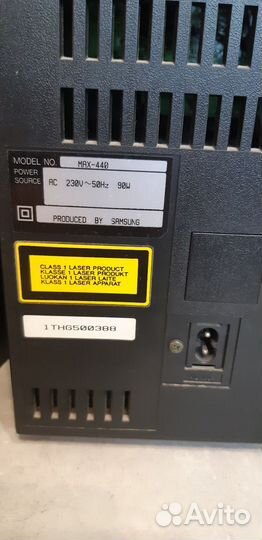 MODEL NO. MAX-440
POWER
SOURCE AC 230V~50Hz 90W
PRODUCED BY SAMSUNG
CLASS 1 LASER PRODUCT
KLASSE 1 LASER PRODUKT
LUOKAN 1 LASER LAITE
KLASS 1 LASER APPARAT
1THG500388
Avito